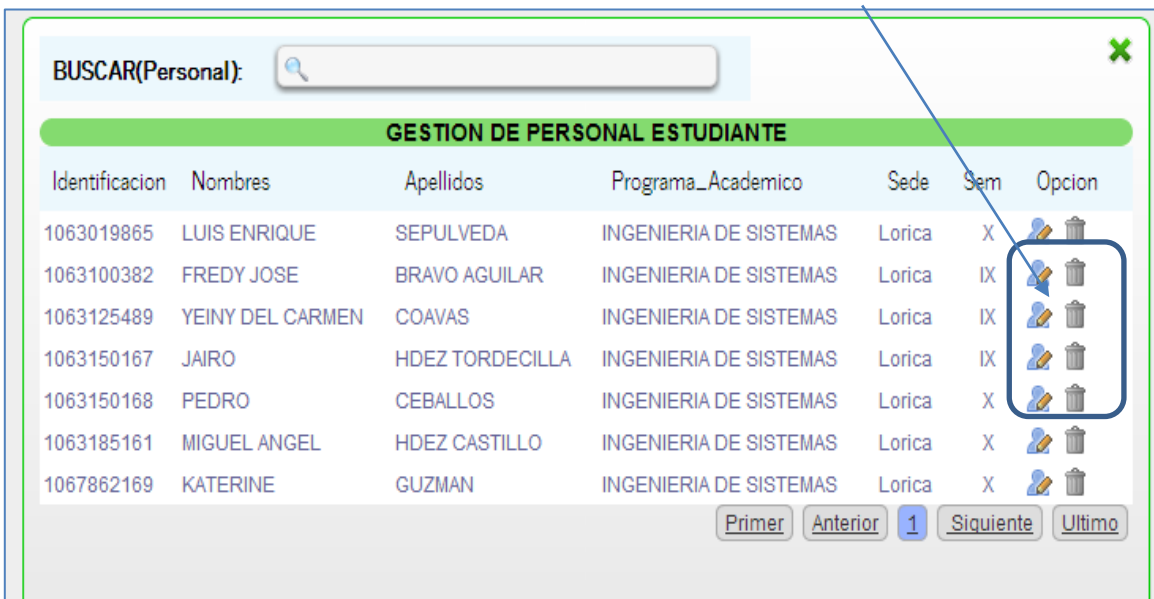 BUSCAR(Personal):
GESTION DE PERSONAL ESTUDIANTE
Identificacion Nombres Apellidos Programa_Academico Sede Sem Opcion
1063019865 LUIS ENRIQUE SEPULVEDA INGENIERIA DE SISTEMAS Lorica X
1063100382 FREDY JOSE BRAVO AGUILAR INGENIERIA DE SISTEMAS Lorica IX
1063125489 YEINY DEL CARMEN COAVAS INGENIERIA DE SISTEMAS Lorica IX
1063150167 JAIRO HDEZ TORDECILLA INGENIERIA DE SISTEMAS Lorica IX
1063150168 PEDRO CEBALLOS INGENIERIA DE SISTEMAS Lorica X
1063185161 MIGUEL ANGEL HDEZ CASTILLO INGENIERIA DE SISTEMAS Lorica X
1067862169 KATERINE GUZMAN INGENIERIA DE SISTEMAS Lorica X
Primer Anterior 1 Siguiente Ultimo